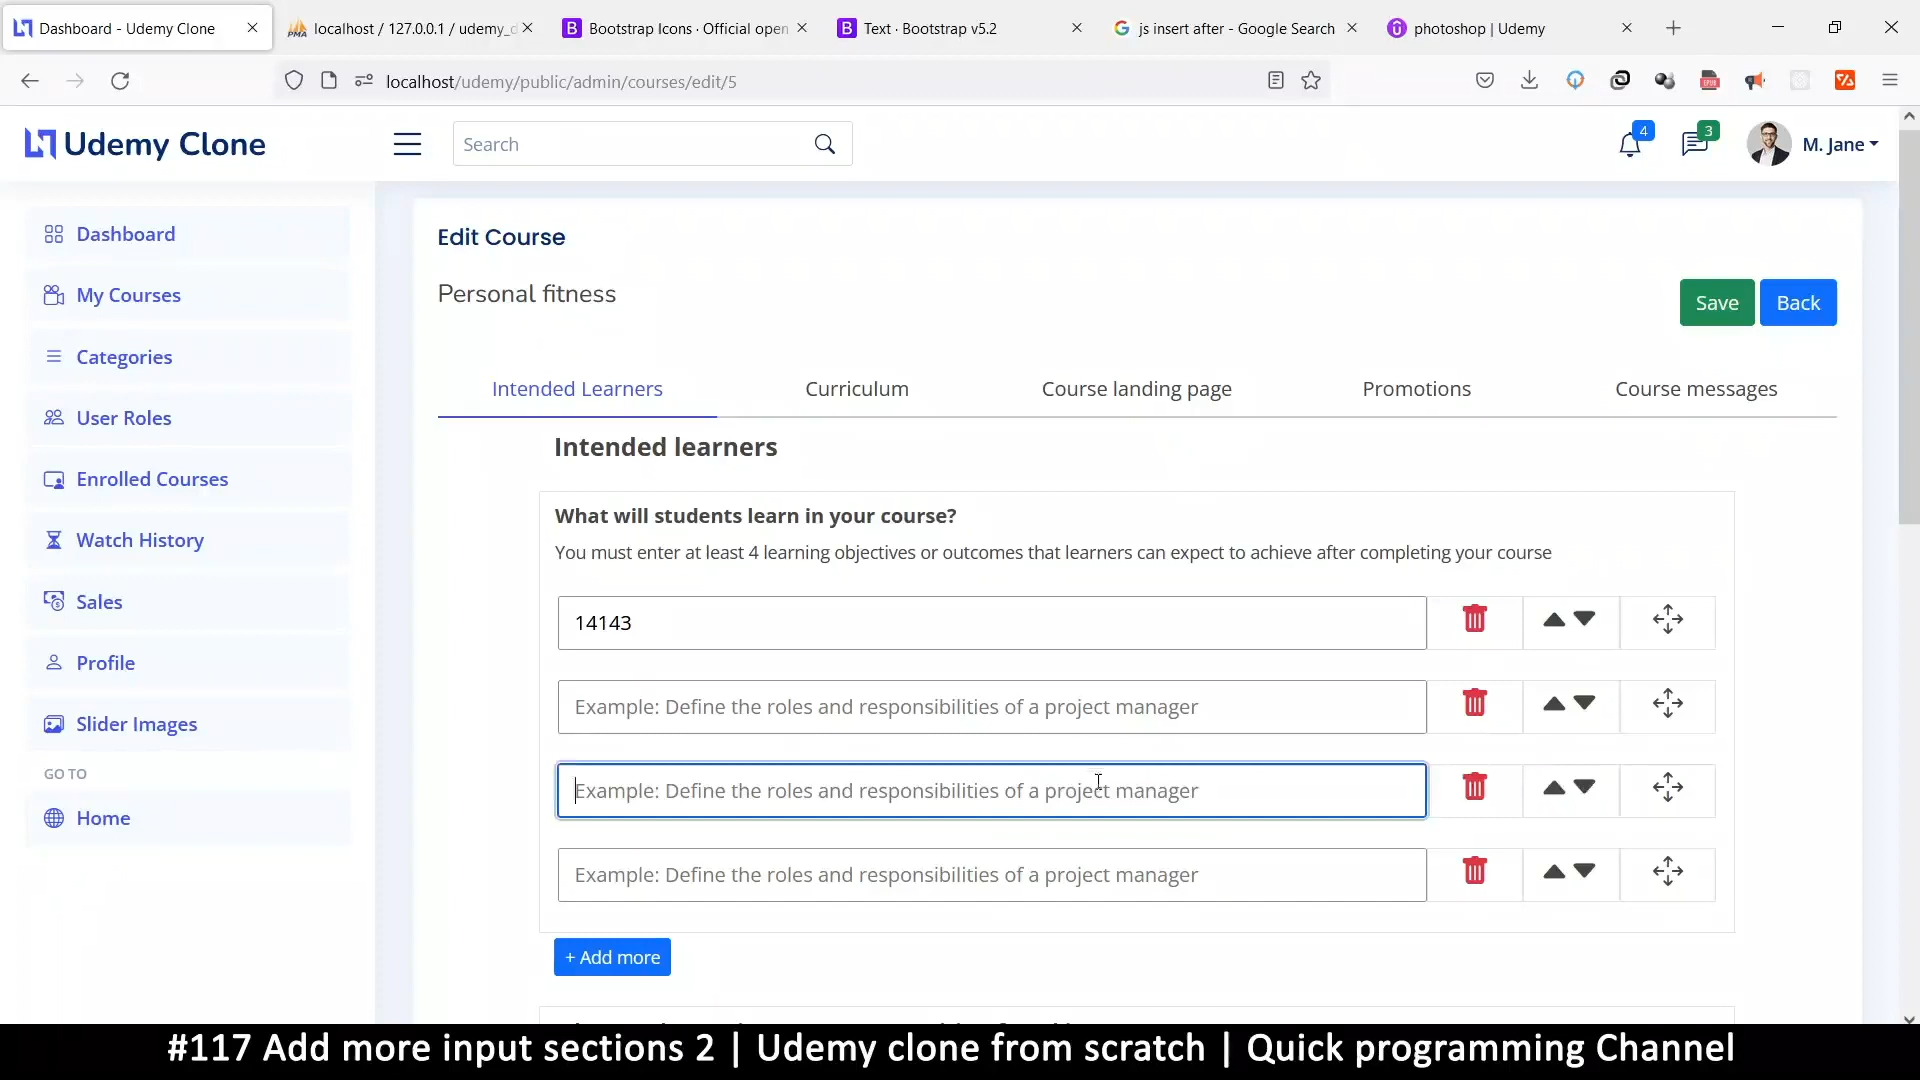 Dashboard - Udemy Clone
localhost / 127.0.0.1 / udemy_c
Bootstrap Icons · Official open
Text · Bootstrap v5.2
js insert after - Google Search
photoshop | Udemy
localhost/udemy/public/admin/courses/edit/5
Udemy Clone
Search
4
3
M. Jane
Dashboard
My Courses
Categories
User Roles
Enrolled Courses
Watch History
Sales
Profile
Slider Images
GO TO
Home
Edit Course
Personal fitness
Save
Back
Intended Learners
Curriculum
Course landing page
Promotions
Course messages
Intended learners
What will students learn in your course?
You must enter at least 4 learning objectives or outcomes that learners can expect to achieve after completing your course
14143
Example: Define the roles and responsibilities of a project manager
Example: Define the roles and responsibilities of a project manager
Example: Define the roles and responsibilities of a project manager
+ Add more
#117 Add more input sections 2 | Udemy clone from scratch | Quick programming Channel